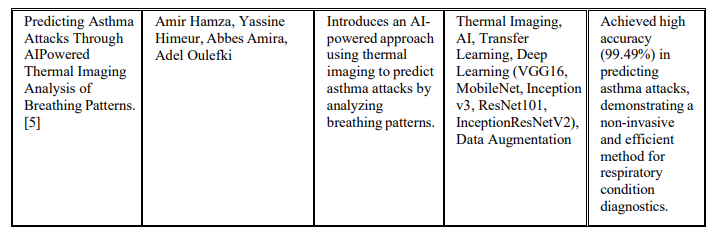 Predicting Asthma
Attacks Through
AIPowered
Thermal Imaging
Analysis of
Breathing Patterns.
[5]
Amir Hamza, Yassine
Himeur, Abbes Amira,
Adel Oulefki
Introduces an AI-
powered approach
using thermal
imaging to predict
asthma attacks by
analyzing
breathing patterns.
Thermal Imaging,
AI, Transfer
Learning, Deep
Learning (VGG16,
MobileNet, Inception
v3, ResNet101,
InceptionResNetV2),
Data Augmentation
Achieved high
accuracy
(99.49%) in
predicting
asthma attacks,
demonstrating a
non-invasive
and efficient
method for
respiratory
condition
diagnostics.